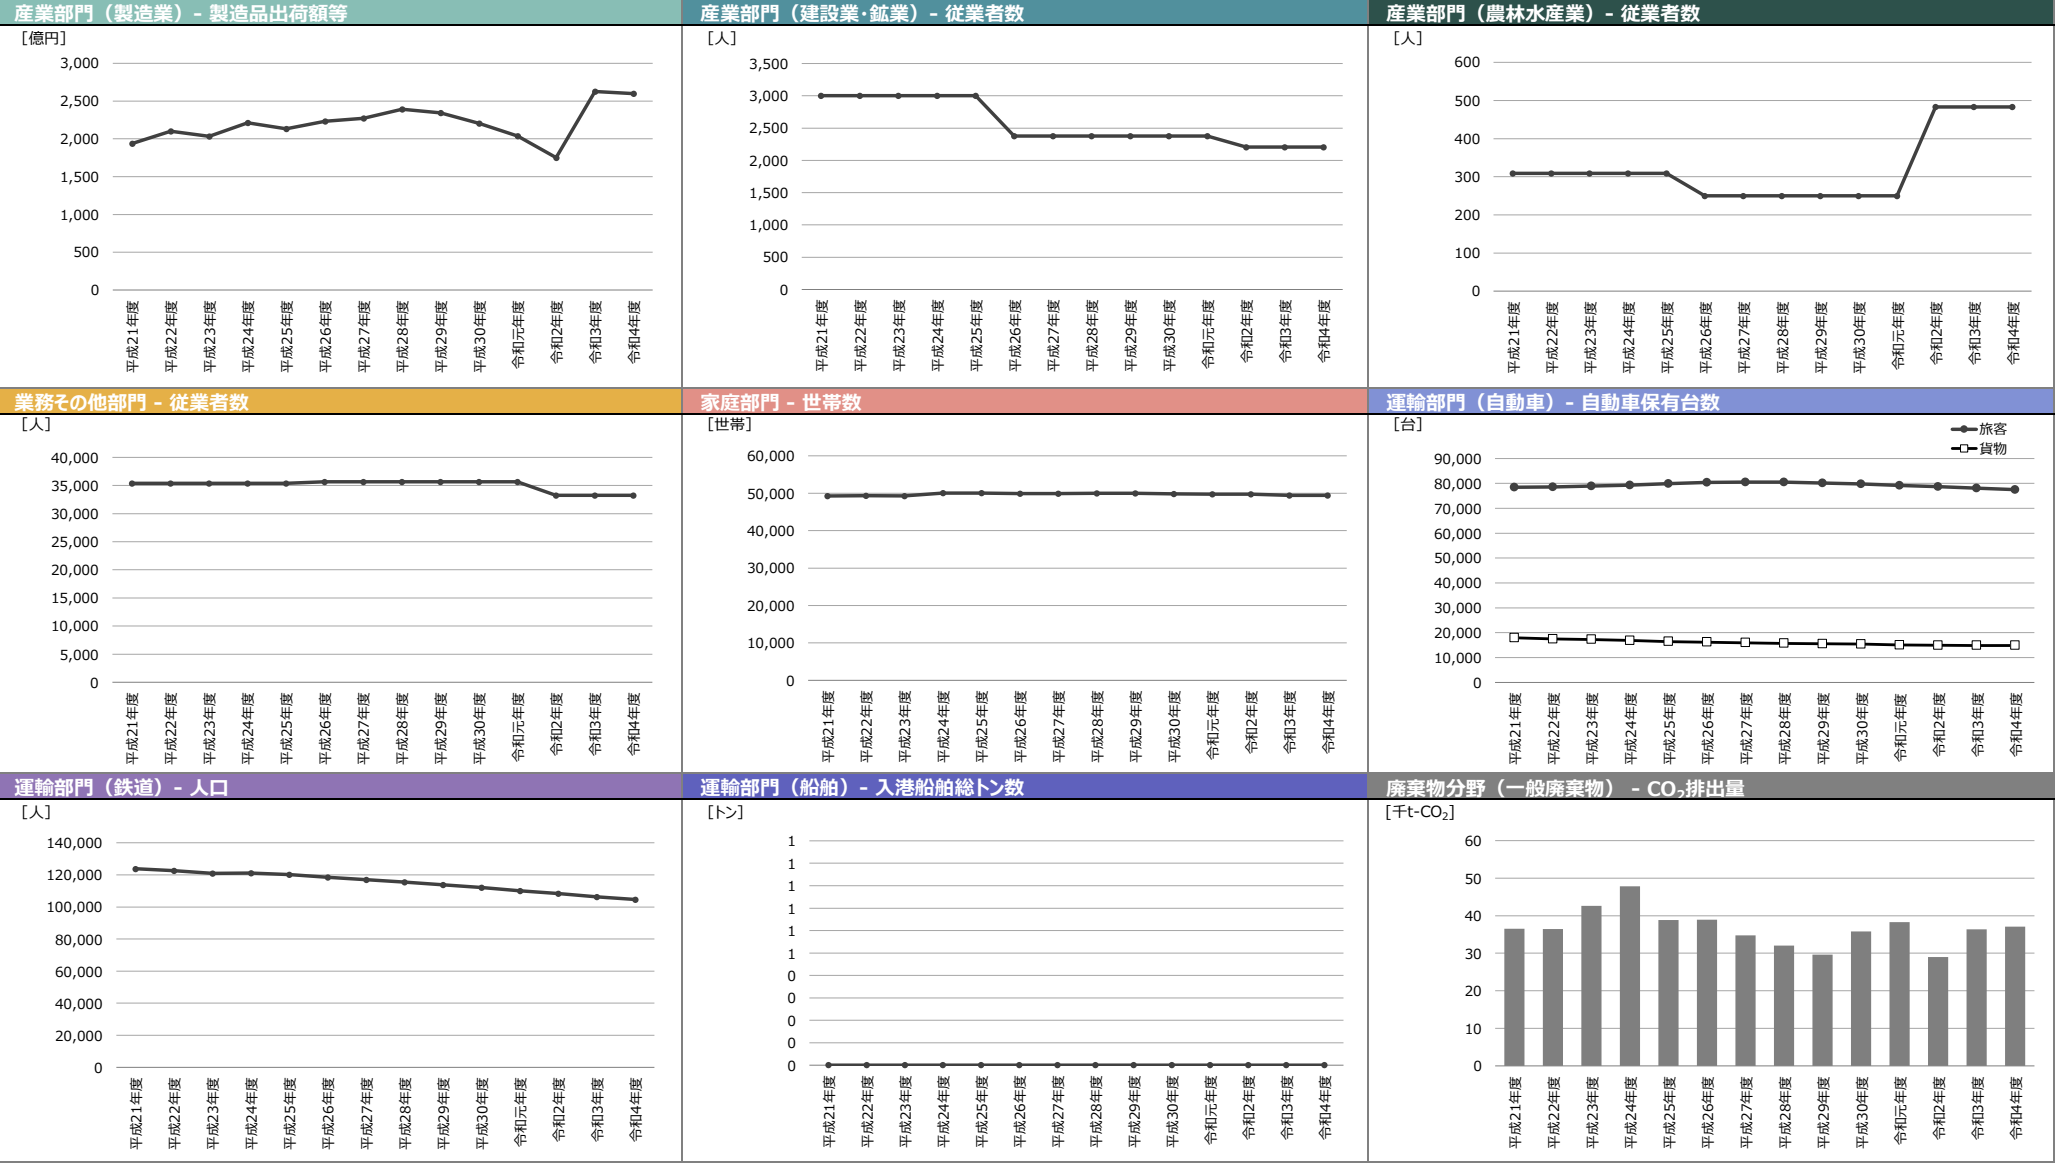 産業部門（製造業）- 製造品出荷額等
［億円］
3,000
2,500
2,000
1,500
1,000
500
0
平成21年度
平成22年度
平成23年度
平成24年度
平成25年度
平成26年度
平成27年度
平成28年度
平成29年度
平成30年度
令和元年度
令和2年度
令和3年度
令和4年度
産業部門（建設業･鉱業）- 従業者数
［人］
3,500
3,000
2,500
2,000
1,500
1,000
500
0
平成21年度
平成22年度
平成23年度
平成24年度
平成25年度
平成26年度
平成27年度
平成28年度
平成29年度
平成30年度
令和元年度
令和2年度
令和3年度
令和4年度
産業部門（農林水産業）- 従業者数
［人］
600
500
400
300
200
100
0
平成21年度
平成22年度
平成23年度
平成24年度
平成25年度
平成26年度
平成27年度
平成28年度
平成29年度
平成30年度
令和元年度
令和2年度
令和3年度
令和4年度
業務その他部門 - 従業者数
［人］
40,000
35,000
30,000
25,000
20,000
15,000
10,000
5,000
0
平成21年度
平成22年度
平成23年度
平成24年度
平成25年度
平成26年度
平成27年度
平成28年度
平成29年度
平成30年度
令和元年度
令和2年度
令和3年度
令和4年度
家庭部門 - 世帯数
［世帯］
60,000
50,000
40,000
30,000
20,000
10,000
0
平成21年度
平成22年度
平成23年度
平成24年度
平成25年度
平成26年度
平成27年度
平成28年度
平成29年度
平成30年度
令和元年度
令和2年度
令和3年度
令和4年度
運輸部門（自動車）- 自動車保有台数
［台］
旅客
貨物
90,000
80,000
70,000
60,000
50,000
40,000
30,000
20,000
10,000
0
平成21年度
平成22年度
平成23年度
平成24年度
平成25年度
平成26年度
平成27年度
平成28年度
平成29年度
平成30年度
令和元年度
令和2年度
令和3年度
令和4年度
運輸部門（鉄道）- 人口
［人］
140,000
120,000
100,000
80,000
60,000
40,000
20,000
0
平成21年度
平成22年度
平成23年度
平成24年度
平成25年度
平成26年度
平成27年度
平成28年度
平成29年度
平成30年度
令和元年度
令和2年度
令和3年度
令和4年度
運輸部門（船舶）- 入港船舶総トン数
［トン］
1
1
1
1
1
1
0
0
0
0
0
平成21年度
平成22年度
平成23年度
平成24年度
平成25年度
平成26年度
平成27年度
平成28年度
平成29年度
平成30年度
令和元年度
令和2年度
令和3年度
令和4年度
廃棄物分野（一般廃棄物） - CO₂排出量
［千t-CO₂］
60
50
40
30
20
10
0
平成21年度
平成22年度
平成23年度
平成24年度
平成25年度
平成26年度
平成27年度
平成28年度
平成29年度
平成30年度
令和元年度
令和2年度
令和3年度
令和4年度